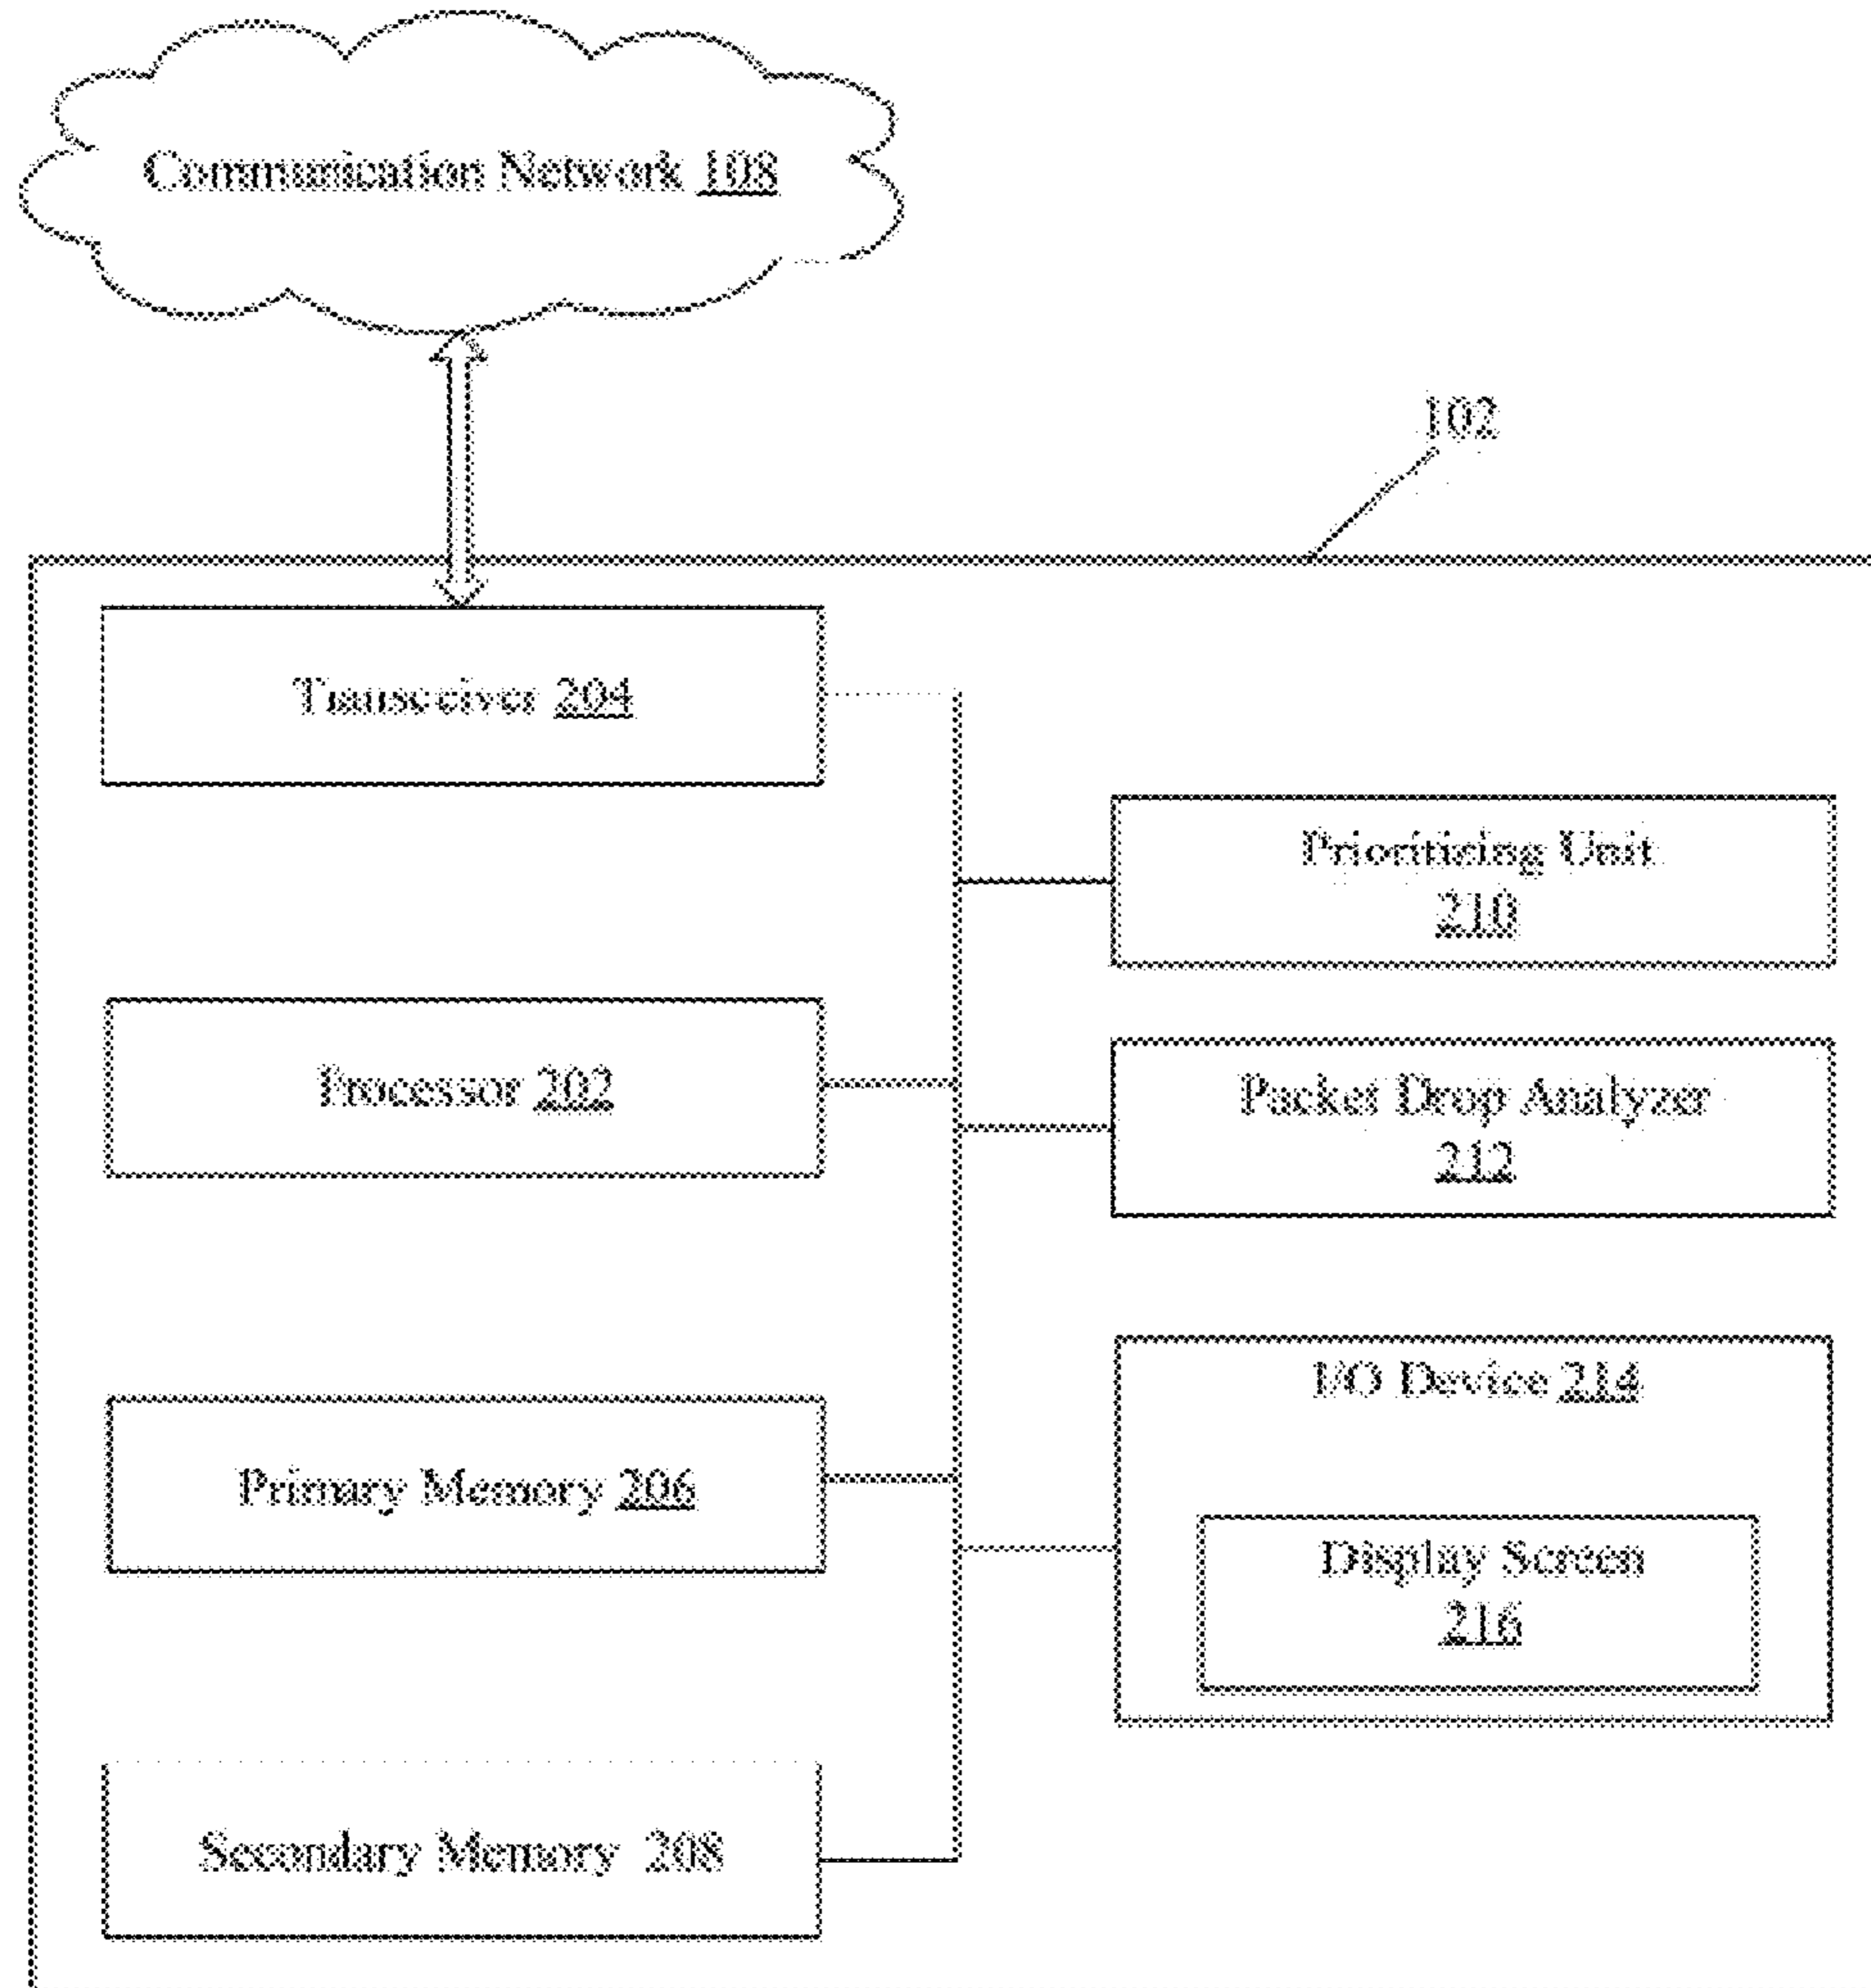 Communication Network 108
102
Transceiver 204
Prioritizing Unit
210
Processor 202
Packet Drop Analyzer
212
I/O Device 214
Primary Memory 206
Display Screen
216
Secondary Memory 208